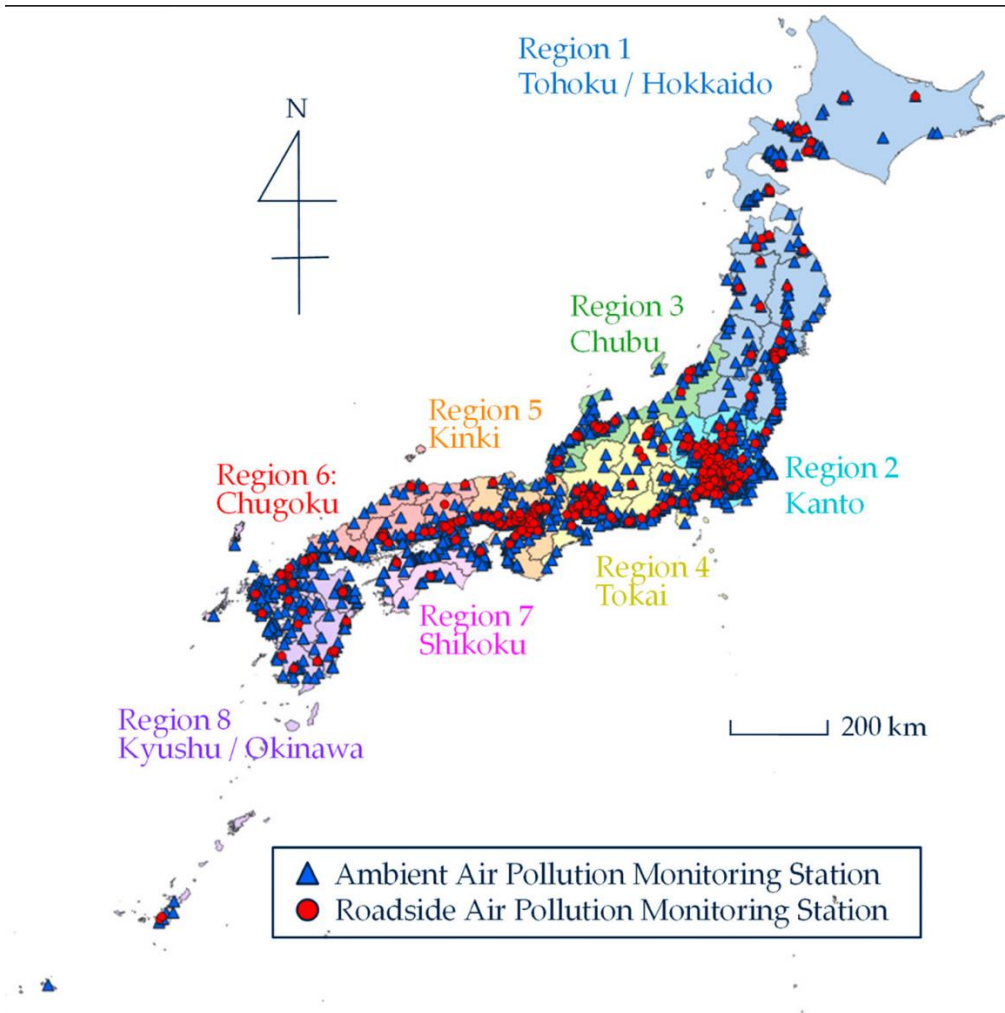 Region 1
Tohoku / Hokkaido
N
Region 3
Chubu
Region 5
Kinki
Region 6:
Chugoku
Region 2
Kanto
Region 4
Tokai
Region 7
Shikoku
Region 8
Kyushu / Okinawa
200 km
Ambient Air Pollution Monitoring Station
Roadside Air Pollution Monitoring Station